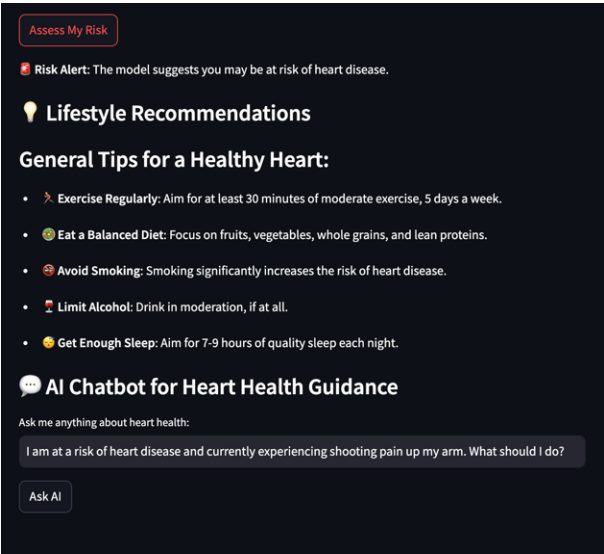 Assess My Risk
🚨 Risk Alert: The model suggests you may be at risk of heart disease.
💡 Lifestyle Recommendations
General Tips for a Healthy Heart:
• 🏃 Exercise Regularly: Aim for at least 30 minutes of moderate exercise, 5 days a week.
• 🥗 Eat a Balanced Diet: Focus on fruits, vegetables, whole grains, and lean proteins.
• 🚭 Avoid Smoking: Smoking significantly increases the risk of heart disease.
• 🍷 Limit Alcohol: Drink in moderation, if at all.
• 😴 Get Enough Sleep: Aim for 7-9 hours of quality sleep each night.
💬 AI Chatbot for Heart Health Guidance
Ask me anything about heart health:
I am at a risk of heart disease and currently experiencing shooting pain up my arm. What should I do?
Ask AI